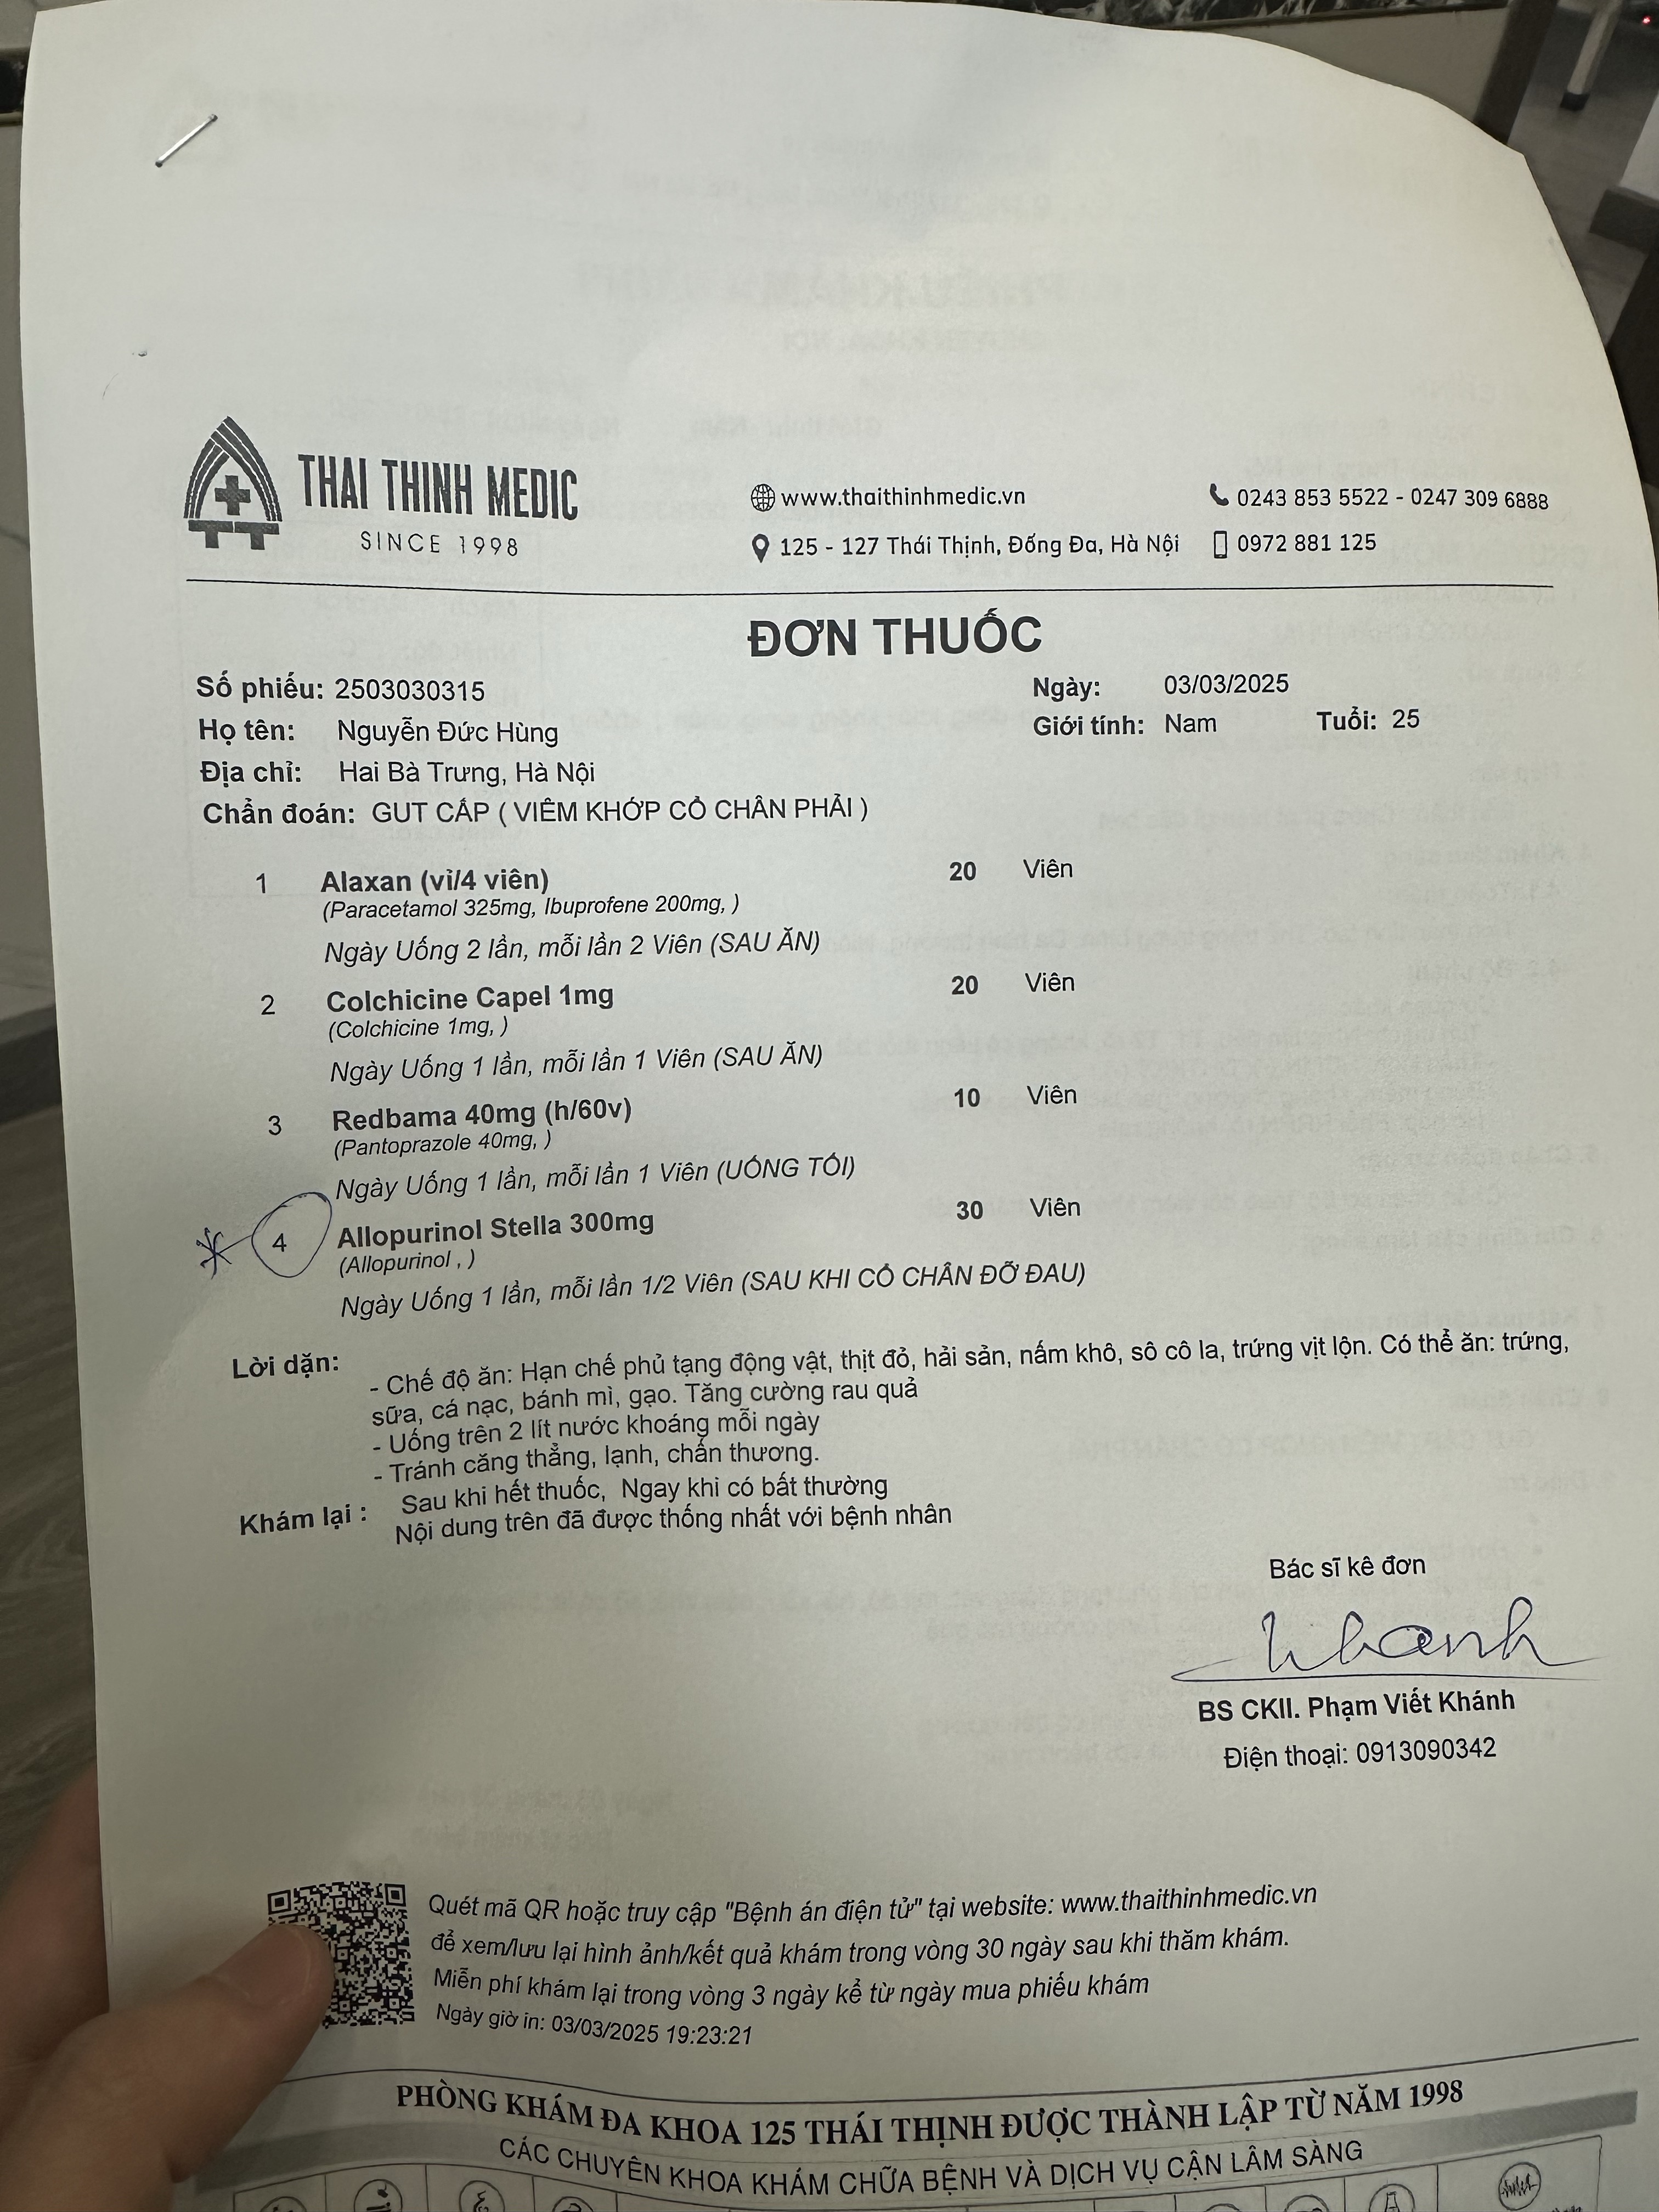 THAI THINH MEDIC
SINCE 1998
www.thaithinhmedic.vn
0243 853 5522 - 0247 309 6888
125 - 127 Thái Thịnh, Đống Đa, Hà Nội
0972 881 125
ĐƠN THUỐC
Số phiếu: 2503030315
Ngày: 03/03/2025
Họ tên: Nguyễn Đức Hùng
Giới tính: Nam Tuổi: 25
Địa chỉ: Hai Bà Trưng, Hà Nội
Chẩn đoán: GUT CẤP ( VIÊM KHỚP CỔ CHÂN PHẢI )
1 Alaxan (vỉ/4 viên) 20 Viên
(Paracetamol 325mg, Ibuprofene 200mg, )
Ngày Uống 2 lần, mỗi lần 2 Viên (SAU ĂN)
2 Colchicine Capel 1mg 20 Viên
(Colchicine 1mg, )
Ngày Uống 1 lần, mỗi lần 1 Viên (SAU ĂN)
3 Redbama 40mg (h/60v) 10 Viên
(Pantoprazole 40mg, )
Ngày Uống 1 lần, mỗi lần 1 Viên (UỐNG TỐI)
4 Allopurinol Stella 300mg 30 Viên
(Allopurinol , )
Ngày Uống 1 lần, mỗi lần 1/2 Viên (SAU KHI CỔ CHÂN ĐỠ ĐAU)
Lời dặn: - Chế độ ăn: Hạn chế phủ tạng động vật, thịt đỏ, hải sản, nấm khô, sô cô la, trứng vịt lộn. Có thể ăn: trứng,
sữa, cá nạc, bánh mì, gạo. Tăng cường rau quả
- Uống trên 2 lít nước khoáng mỗi ngày
- Tránh căng thẳng, lạnh, chấn thương.
Khám lại : Sau khi hết thuốc, Ngay khi có bất thường
Nội dung trên đã được thống nhất với bệnh nhân
Bác sĩ kê đơn
Khanh
BS CKII. Phạm Viết Khánh
Điện thoại: 0913090342
Quét mã QR hoặc truy cập "Bệnh án điện tử" tại website: www.thaithinhmedic.vn
để xem/lưu lại hình ảnh/kết quả khám trong vòng 30 ngày sau khi thăm khám.
Miễn phí khám lại trong vòng 3 ngày kể từ ngày mua phiếu khám
Ngày giờ in: 03/03/2025 19:23:21
PHÒNG KHÁM ĐA KHOA 125 THÁI THỊNH ĐƯỢC THÀNH LẬP TỪ NĂM 1998
CÁC CHUYÊN KHOA KHÁM CHỮA BỆNH VÀ DỊCH VỤ CẬN LÂM SÀNG